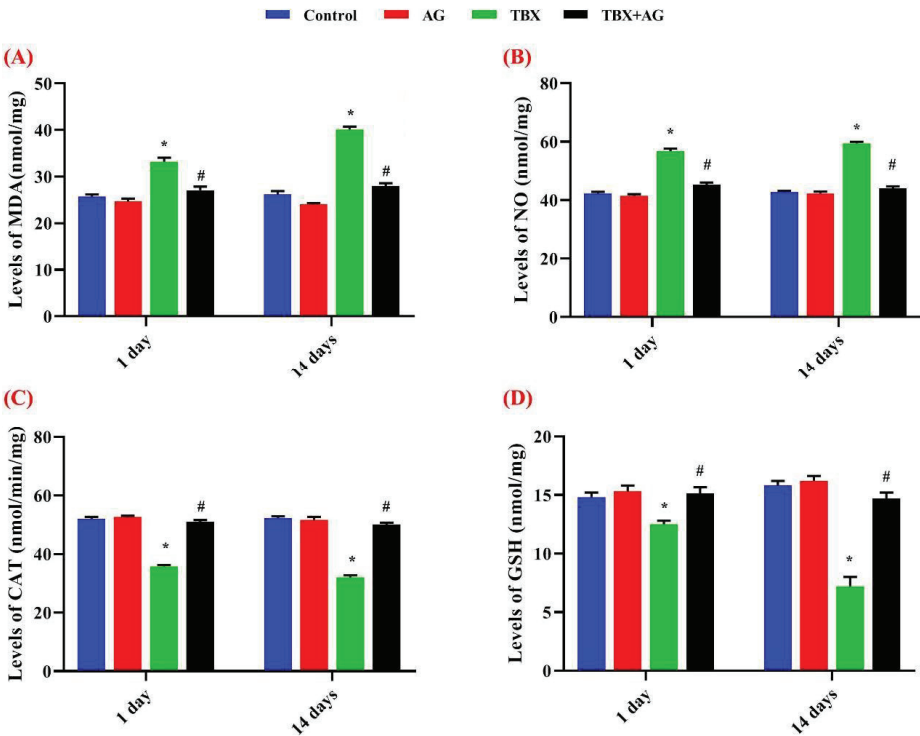 Control AG TBX TBX+AG
(A)
Levels of MDA(nmol/mg)
50
40
30
20
10
0
*
#
*
#
1 day
14 days
(B)
Levels of NO (nmol/mg)
80
60
40
20
0
*
#
*
#
1 day
14 days
(C)
Levels of CAT (nmol/min/mg)
80
60
40
20
0
*
#
*
#
1 day
14 days
(D)
Levels of GSH (nmol/mg)
20
15
10
5
0
*
#
*
#
1 day
14 days